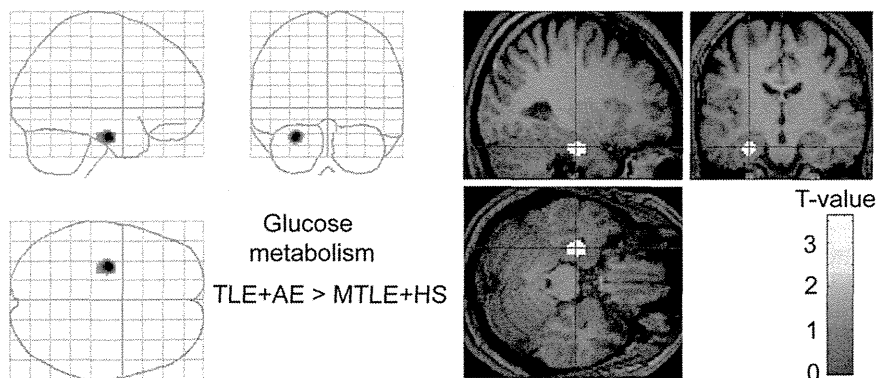 Glucose
metabolism
TLE+AE > MTLE+HS
T-value
3
2
1
0